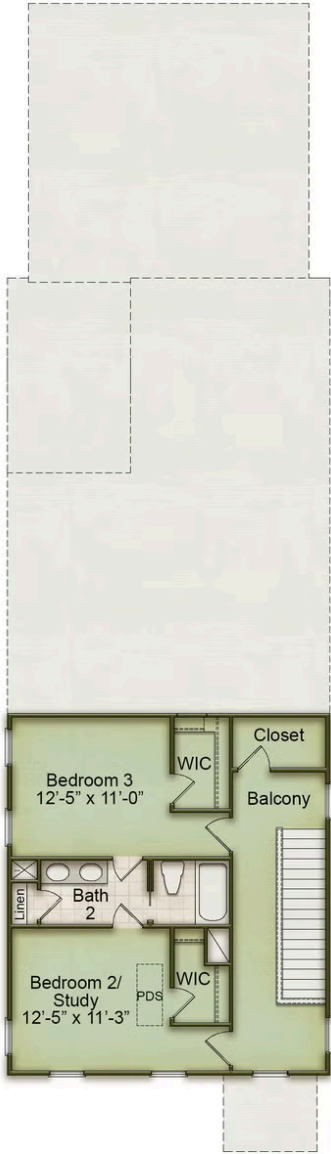 Closet
WIC
Bedroom 3
12'-5" x 11'-0"
Balcony
Linen
Bath
2
Bedroom 2/
Study
12'-5" x 11'-3"
PDS
WIC